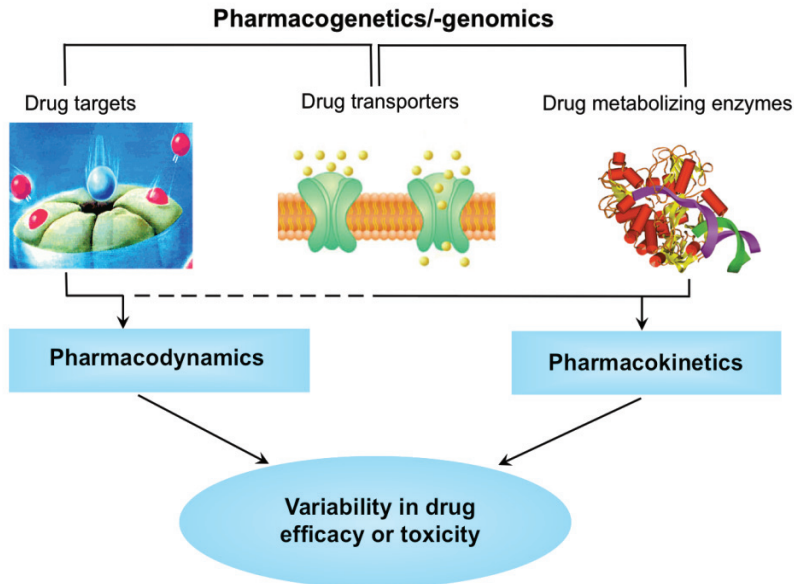 Pharmacogenetics/-genomics
Drug targets
Drug transporters
Drug metabolizing enzymes
Pharmacodynamics
Pharmacokinetics
Variability in drug
efficacy or toxicity